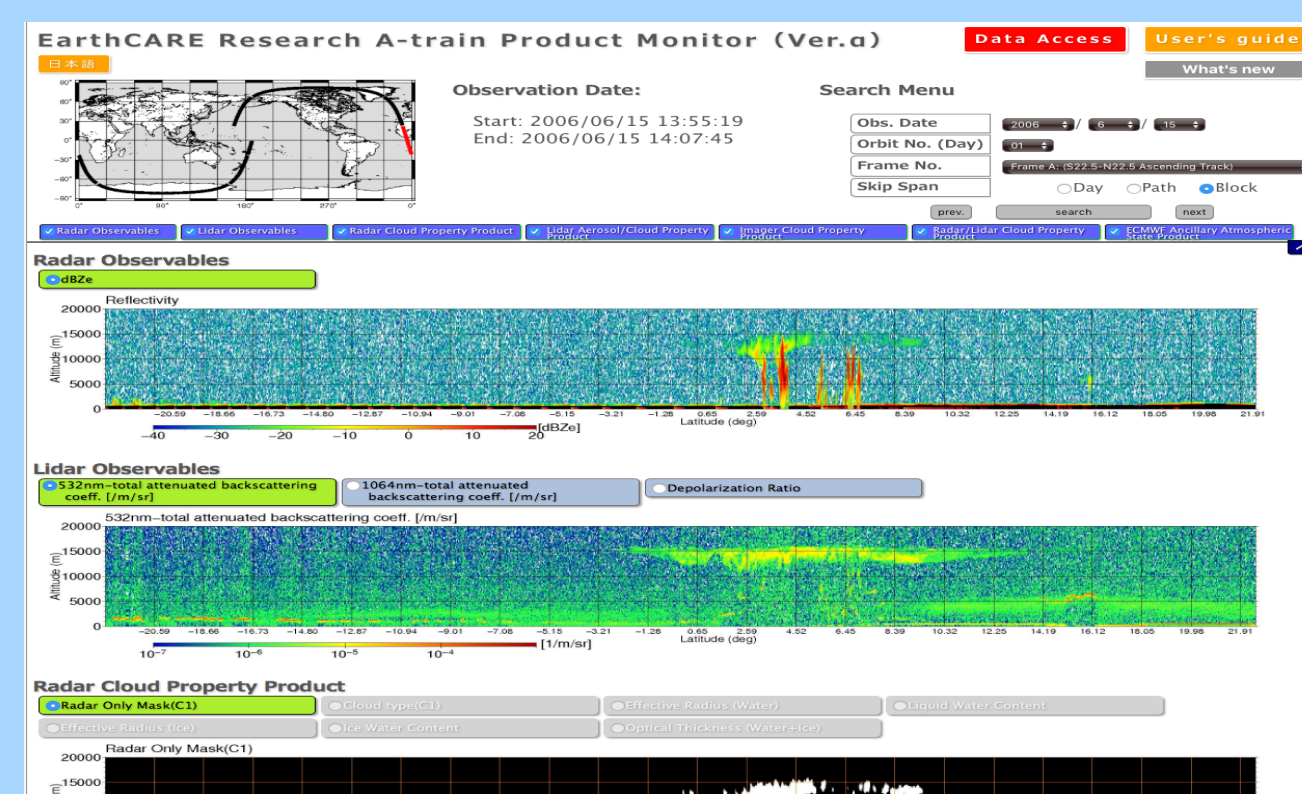 EarthCARE Research A-train Product Monitor (Ver.α)
Data Access
User's guide
日本語
What's new
Observation Date:
Start: 2006/06/15 13:55:19
End: 2006/06/15 14:07:45
Search Menu
Obs. Date 2006 / 6 / 15
Orbit No. (Day) 01
Frame No. Frame A: (S22.5-N22.5 Ascending Track)
Skip Span Day Path Block
prev. search next
90°
60°
30°
0°
-30°
-60°
-90°
0° 90° 180° 270° 0°
Radar Observables
Lidar Observables
Radar Cloud Property Product
Lidar Aerosol/Cloud Property
Product
Imager Cloud Property
Product
Radar/Lidar Cloud Property
Product
ECMWF Ancillary Atmospheric
State Product
Radar Observables
dBZe
Reflectivity
20000
15000
10000
5000
0
Altitude (m)
-20.59 -18.66 -16.73 -14.80 -12.87 -10.94 -9.01 -7.08 -5.15 -3.21 -1.28 0.65 2.59 4.52 6.45 8.39 10.32 12.25 14.19 16.12 18.05 19.98 21.91
Latitude (deg)
-40 -30 -20 -10 0 10 20 [dBZe]
Lidar Observables
532nm-total attenuated backscattering
coeff. [/m/sr]
1064nm-total attenuated
backscattering coeff. [/m/sr]
Depolarization Ratio
532nm-total attenuated backscattering coeff. [/m/sr]
20000
15000
10000
5000
0
Altitude (m)
-20.59 -18.66 -16.73 -14.80 -12.87 -10.94 -9.01 -7.08 -5.15 -3.21 -1.28 0.65 2.59 4.52 6.45 8.39 10.32 12.25 14.19 16.12 18.05 19.98 21.91
Latitude (deg)
10-7 10-6 10-5 10-4 [1/m/sr]
Radar Cloud Property Product
Radar Only Mask(C1)
Cloud type(C1)
Effective Radius (Water)
Liquid Water Content
Effective Radius (Ice)
Ice Water Content
Optical Thickness (Water+Ice)
Radar Only Mask(C1)
20000
15000